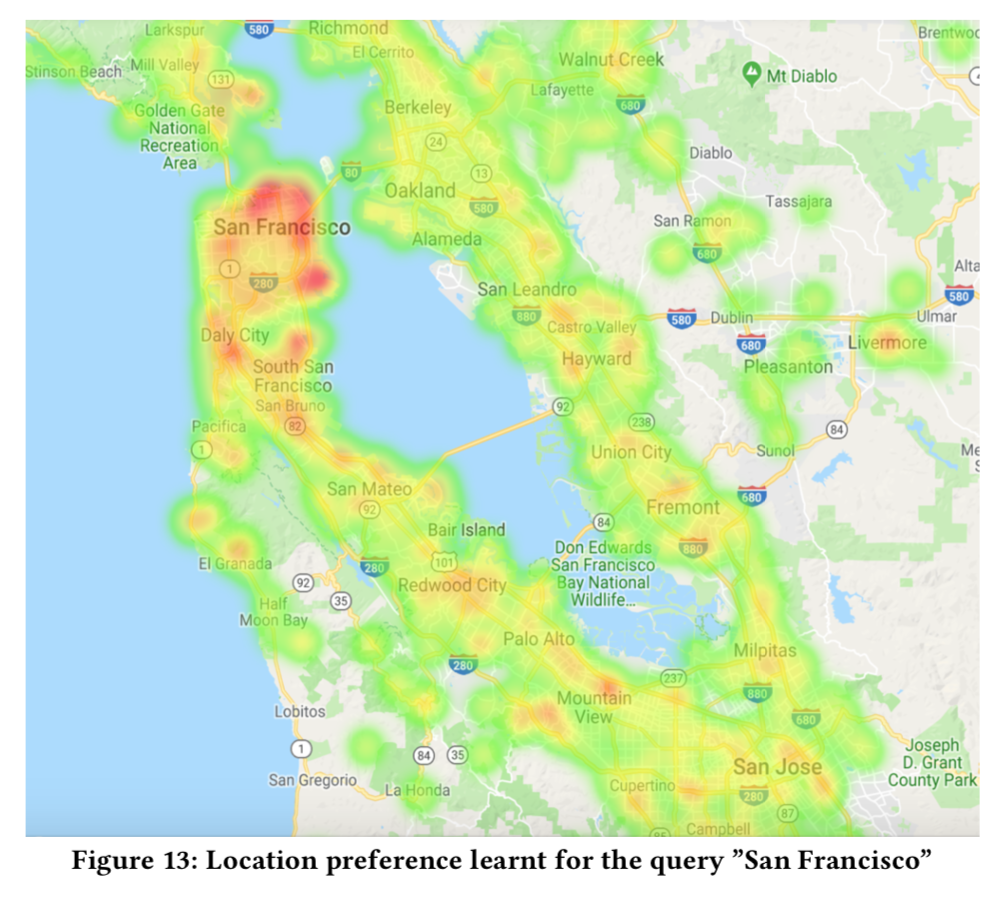 Larkspur
580
Richmond
Brentwoo
El Cerrito
Stinson Beach
Mill Valley
131
Walnut Creek
Mt Diablo
4
Lafayette
Golden Gate
National
Recreation
Area
Berkeley
680
24
Diablo
80
13
Oakland
580
Tassajara
San Francisco
Alameda
San Ramon
680
1
280
San Leandro
Alta
580
880
Castro Valley
580
Dublin
Ulmar
Daly City
680
Livermore
Hayward
South San
Francisco
Pleasanton
San Bruno
92
Pacifica
82
238
84
1
Union City
Sunol
Me
S
San Mateo
680
92
Fremont
Bair Island
84
El Granada
Don Edwards
San Francisco
Bay National
Wildlife...
880
101
280
92
35
Redwood City
Half
Moon Bay
Palo Alto
Milpitas
280
237
Mountain
View
880
Lobitos
680
1
84
35
Joseph
D. Grant
County Park
San Jose
San Gregorio
La Honda
Cupertino
280
87
Campbell
85
Figure 13: Location preference learnt for the query ”San Francisco”